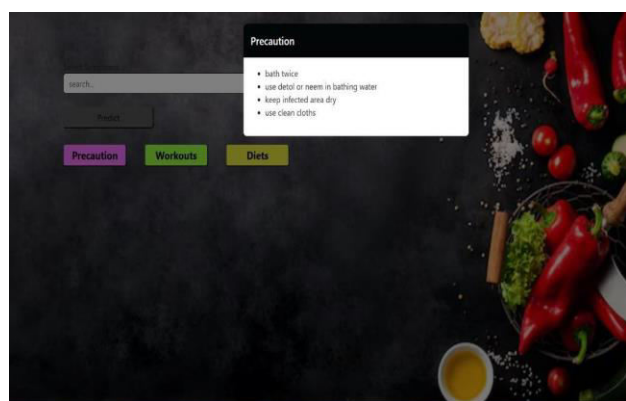 Precaution
• bath twice
• use detol or neem in bathing water
• keep infected area dry
• use clean cloths
search..
Predict
Precaution Workouts Diets